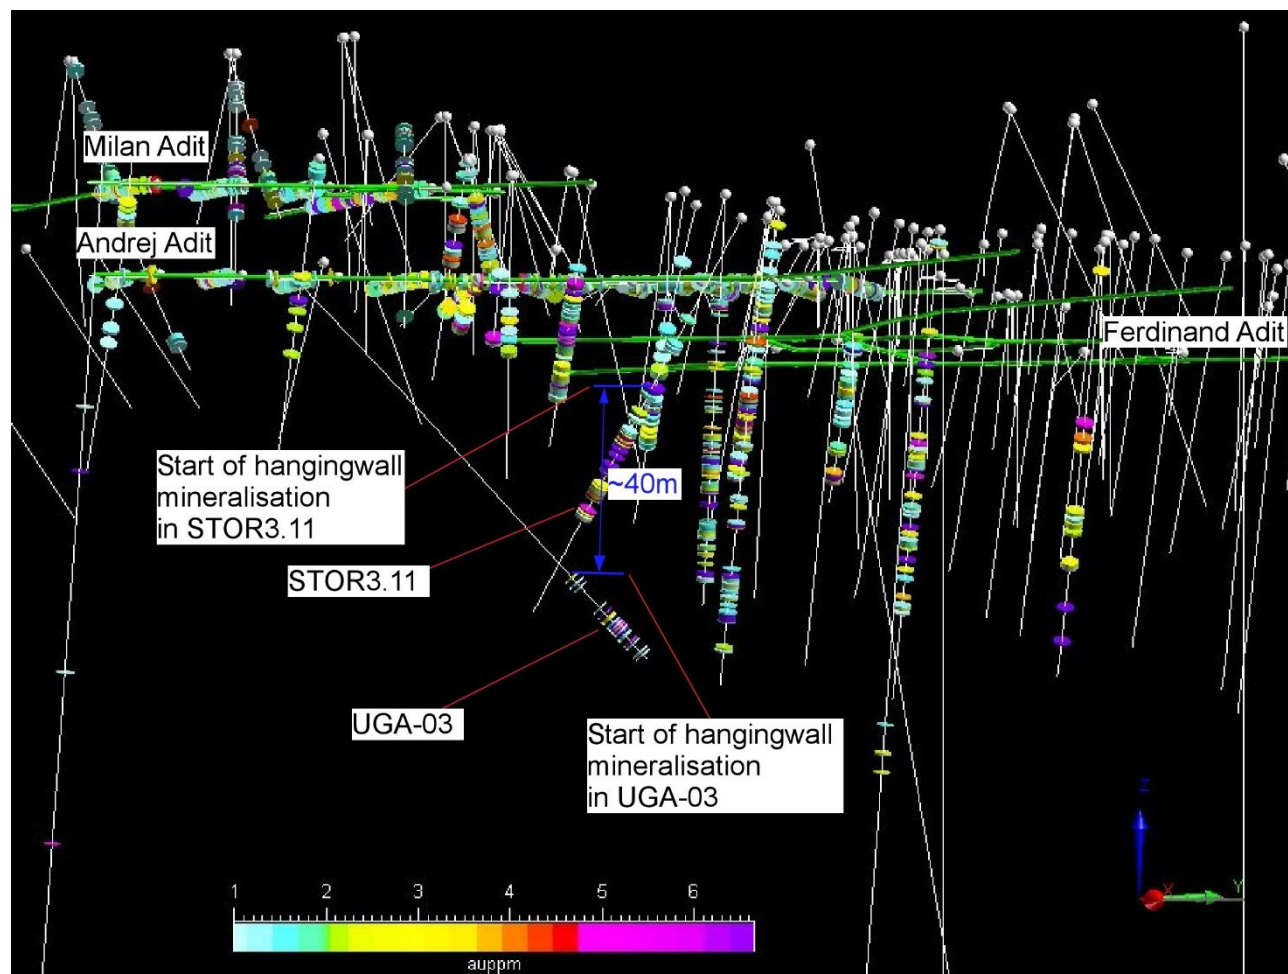 Milan Adit
Andrej Adit
Ferdinand Adit
Start of hangingwall
mineralisation
in STOR3.11
~40m
STOR3.11
UGA-03
Start of hangingwall
mineralisation
in UGA-03
Z
X
Y
1 2 3 4 5 6
auppm